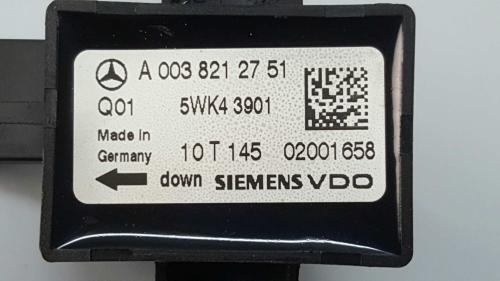 A 003 821 27 51
Q01 5WK4 3901
Made in
Germany 10 T 145 02001658
down SIEMENS VDO